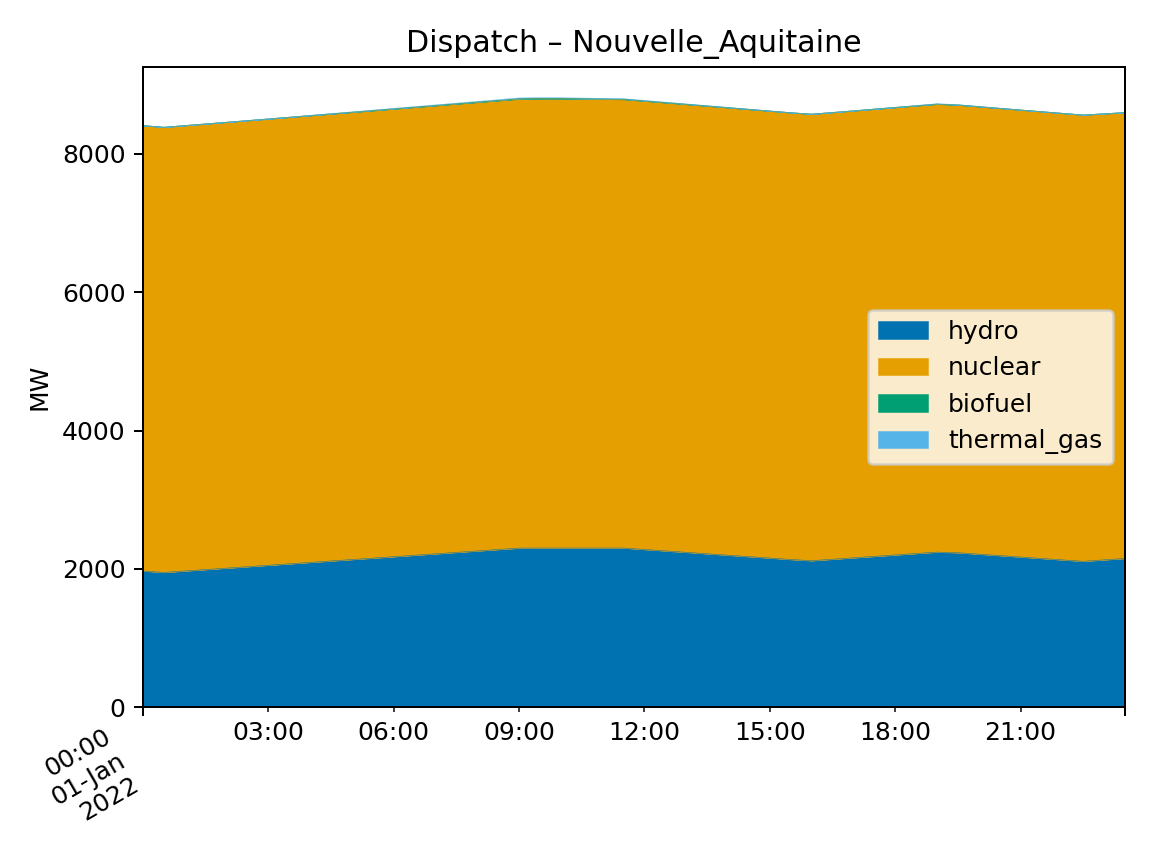 Dispatch – Nouvelle_Aquitaine
MW
8000
6000
4000
2000
0
hydro
nuclear
biofuel
thermal_gas
00:00
01-Jan
2022
03:00
06:00
09:00
12:00
15:00
18:00
21:00